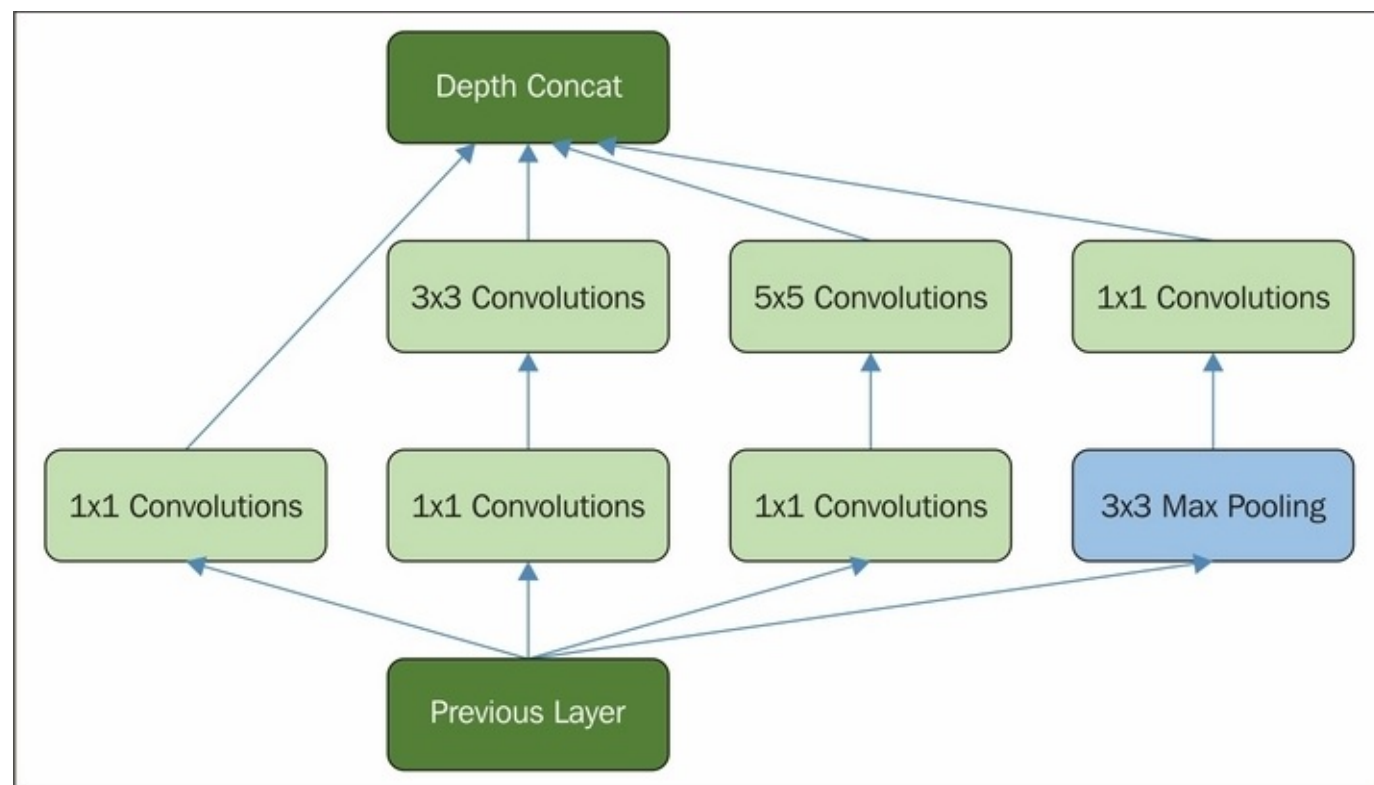 Depth Concat
3x3 Convolutions
5x5 Convolutions
1x1 Convolutions
1x1 Convolutions
1x1 Convolutions
1x1 Convolutions
3x3 Max Pooling
Previous Layer